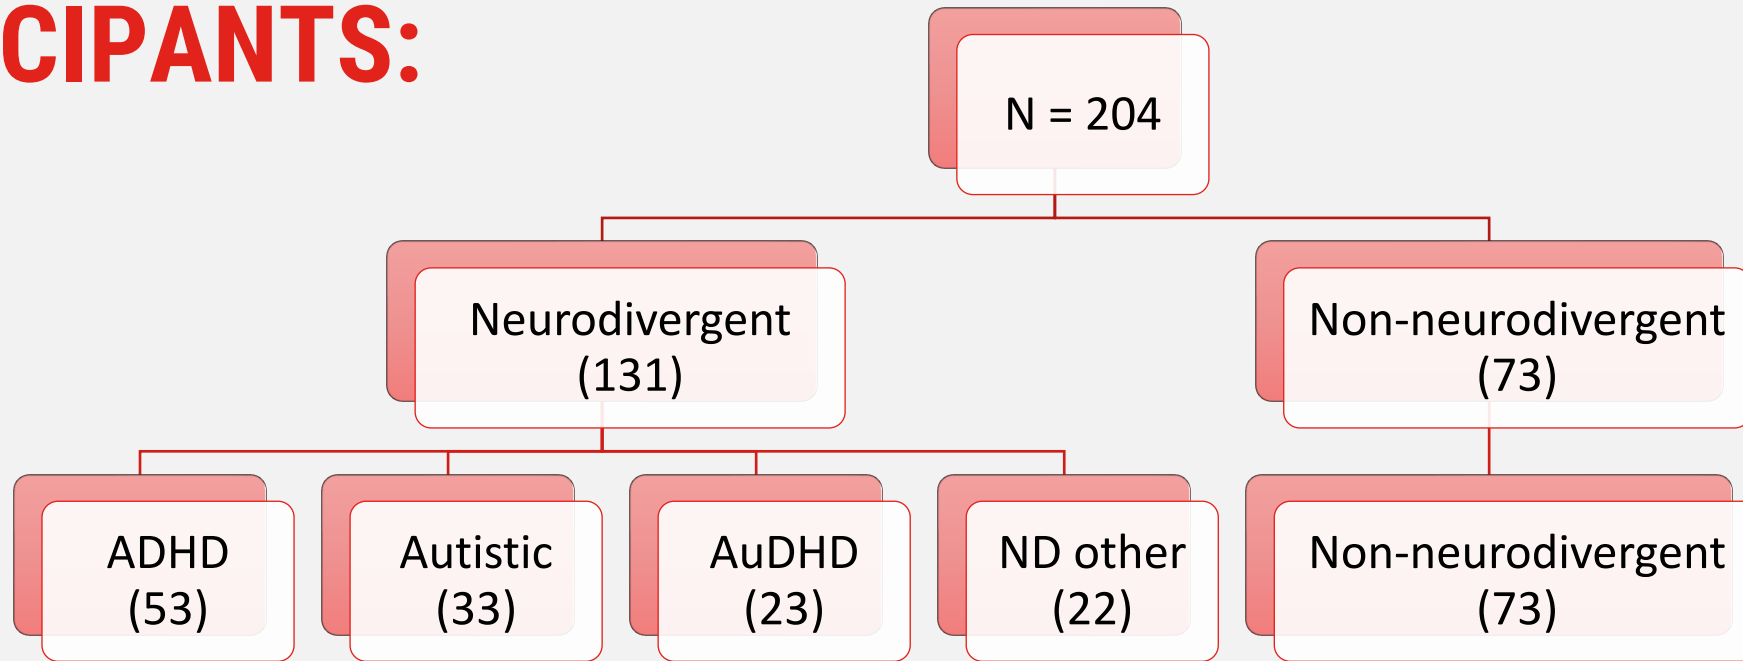 CIPANTS:
N = 204
Neurodivergent
(131)
Non-neurodivergent
(73)
ADHD
(53)
Autistic
(33)
AuDHD
(23)
ND other
(22)
Non-neurodivergent
(73)